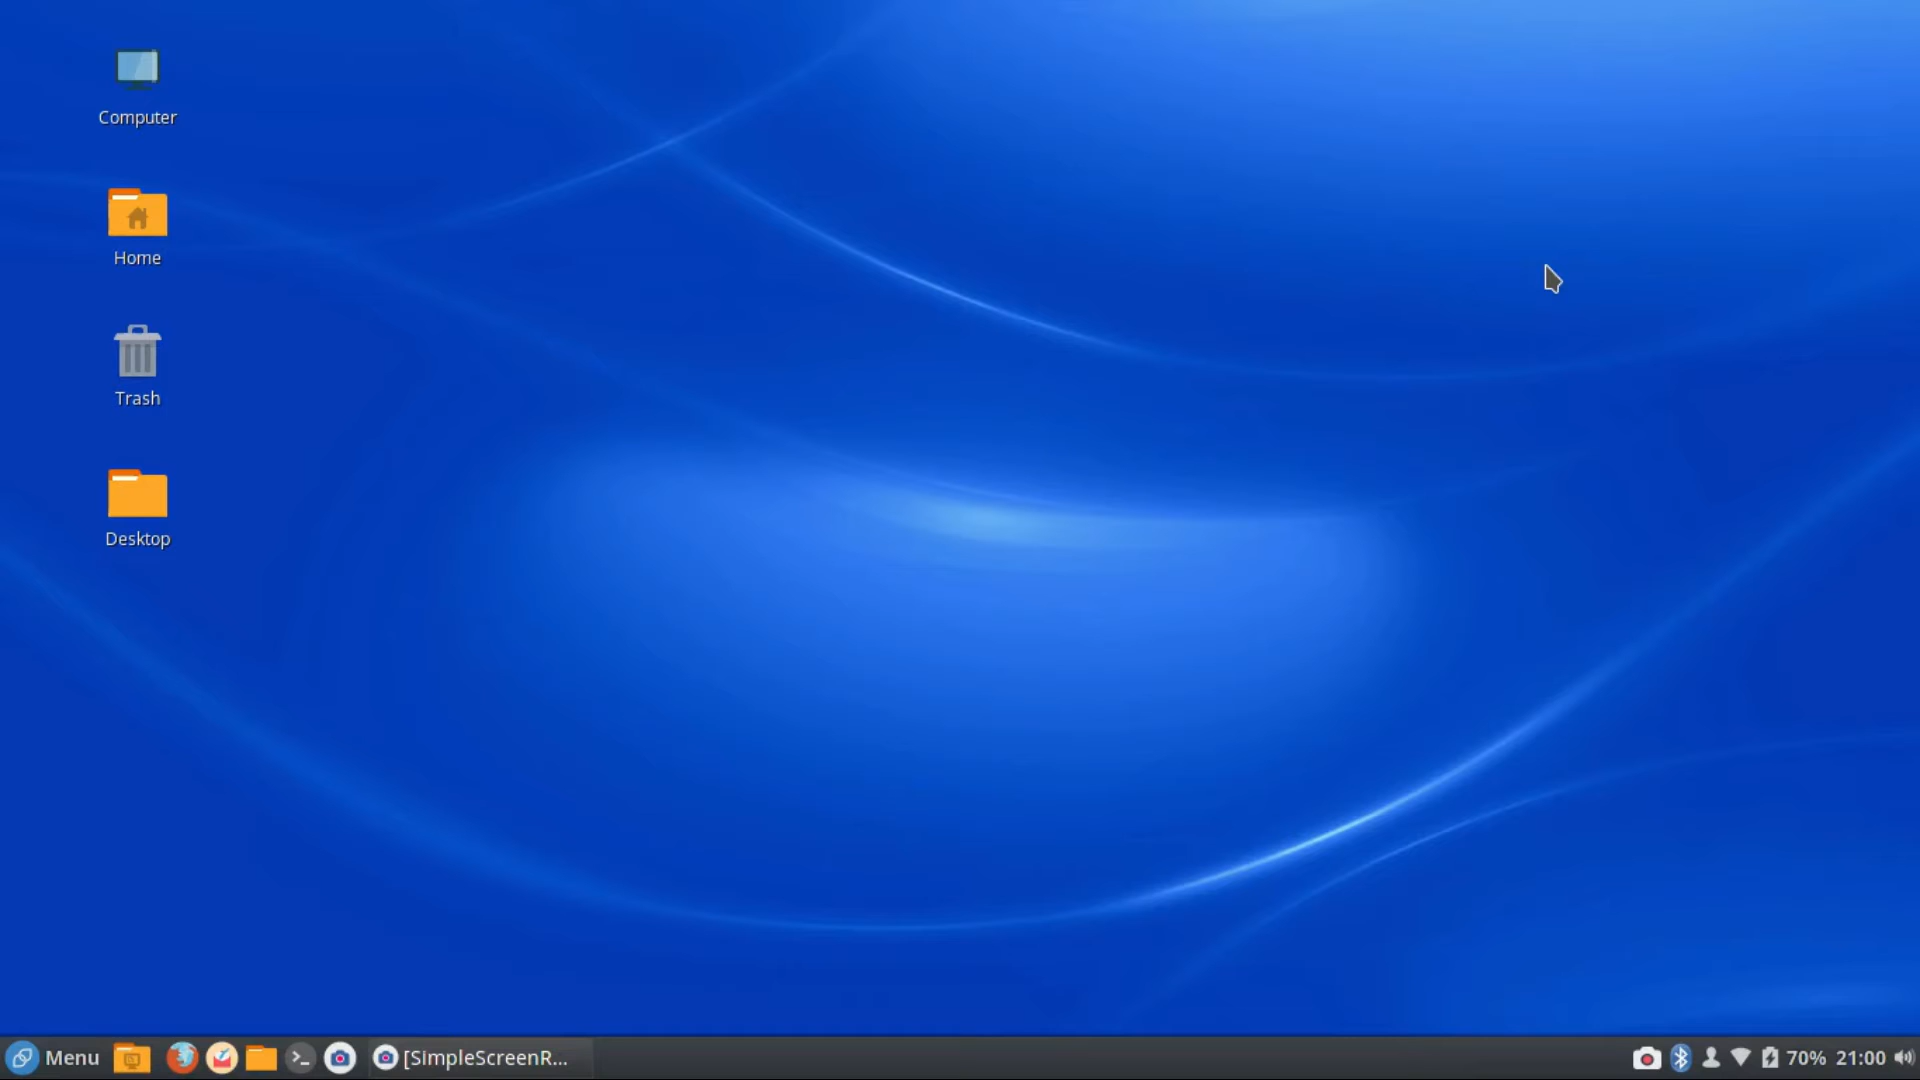 Computer
Home
Trash
Desktop
Menu
[SimpleScreenR...
70%
21:00